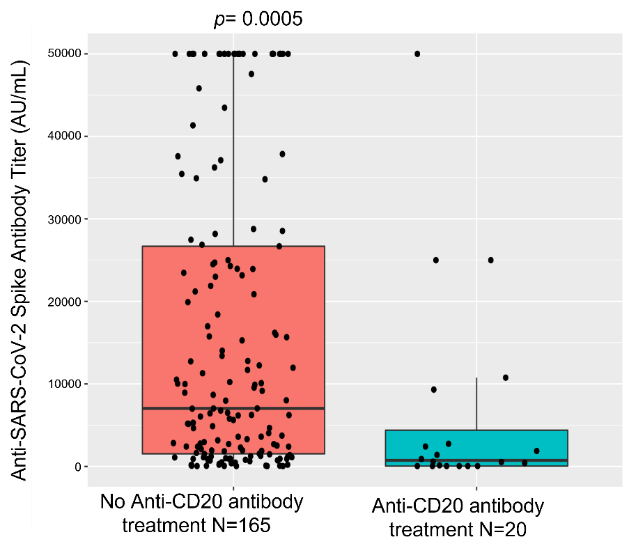 p= 0.0005
Anti-SARS-CoV-2 Spike Antibody Titer (AU/mL)
50000
40000
30000
20000
10000
0
No Anti-CD20 antibody
treatment N=165
Anti-CD20 antibody
treatment N=20